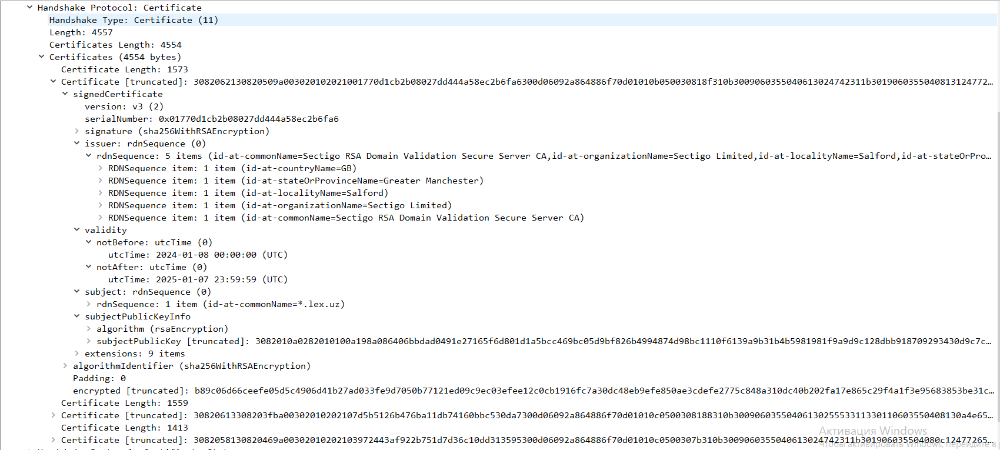 Handshake Protocol: Certificate
Handshake Type: Certificate (11)
Length: 4557
Certificates Length: 4554
Certificates (4554 bytes)
Certificate Length: 1573
Certificate [truncated]: 3082062130820509a003020102021001770d1cb2b08027dd444a58ec2b6fa6300d06092a864886f70d01010b050030818f310b3009060355040613024742311b3019060355040813124772…
signedCertificate
version: v3 (2)
serialNumber: 0x01770d1cb2b08027dd444a58ec2b6fa6
signature (sha256WithRSAEncryption)
issuer: rdnSequence (0)
rdnSequence: 5 items (id-at-commonName=Sectigo RSA Domain Validation Secure Server CA,id-at-organizationName=Sectigo Limited,id-at-localityName=Salford,id-at-stateOrPro…
RDNSequence item: 1 item (id-at-countryName=GB)
RDNSequence item: 1 item (id-at-stateOrProvinceName=Greater Manchester)
RDNSequence item: 1 item (id-at-localityName=Salford)
RDNSequence item: 1 item (id-at-organizationName=Sectigo Limited)
RDNSequence item: 1 item (id-at-commonName=Sectigo RSA Domain Validation Secure Server CA)
validity
notBefore: utcTime (0)
utcTime: 2024-01-08 00:00:00 (UTC)
notAfter: utcTime (0)
utcTime: 2025-01-07 23:59:59 (UTC)
subject: rdnSequence (0)
rdnSequence: 1 item (id-at-commonName=*.lex.uz)
subjectPublicKeyInfo
algorithm (rsaEncryption)
subjectPublicKey [truncated]: 3082010a0282010100a198a086406bbdad0491e27165f6d801d1a5bcc469bc05d9bf826b4994874d98bc1110f6139a9b31b4b5981981f9a9d9c128dbb918709293430d9c7c…
extensions: 9 items
algorithmIdentifier (sha256WithRSAEncryption)
Padding: 0
encrypted [truncated]: b89c06d66ceefe05d5c4906d41b27ad033fe9d7050b77121ed09c9ec03efee12c0cb1916fc7a30dc48eb9efe850ae3cdefe2775c848a310dc40b202fa17e865c29f4a1f3e95683853be31c…
Certificate Length: 1559
Certificate [truncated]: 30820613308203fba00302010202107d5b5126b476ba11db74160bbc530da7300d06092a864886f70d01010c0500308188310b3009060355040613025553311330110603550408130a4e65…
Certificate Length: 1413
Certificate [truncated]: 3082058130820469a00302010202103972443af922b751d7d36c10dd313595300d06092a864886f70d01010c0500307b310b3009060355040613024742311b301906035504080c12477265…
Активация Windows
Чтобы активировать Windows, перейдите в